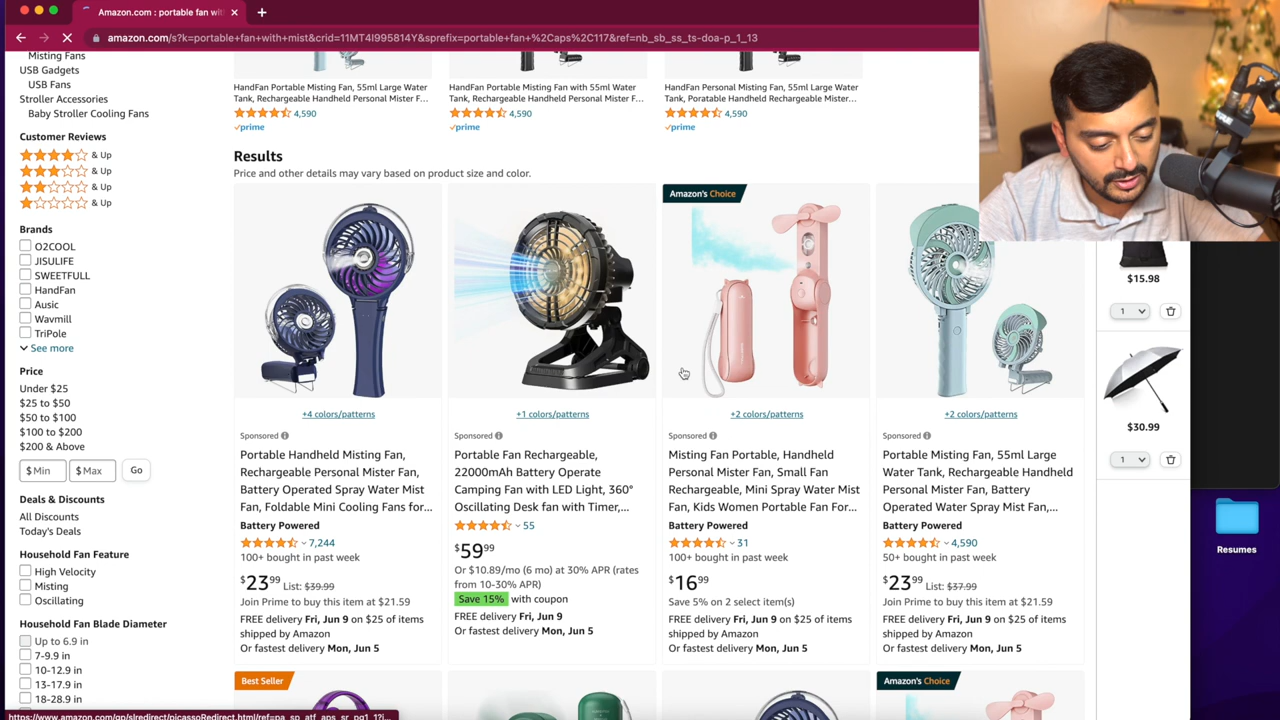 Amazon.com : portable fan wit
amazon.com/s?k=portable+fan+with+mist&crid=11MT4I995814Y&sprefix=portable+fan+%2Caps%2C117&ref=nb_sb_ss_ts-doa-p_1_13
Misting Fans
USB Gadgets
USB Fans
Stroller Accessories
Baby Stroller Cooling Fans
Customer Reviews
& Up
& Up
& Up
& Up
Brands
O2COOL
JISULIFE
SWEETFULL
HandFan
Ausic
Wavmill
TriPole
See more
Price
Under $25
$25 to $50
$50 to $100
$100 to $200
$200 & Above
$ Min $ Max Go
Deals & Discounts
All Discounts
Today's Deals
Household Fan Feature
High Velocity
Misting
Oscillating
Household Fan Blade Diameter
Up to 6.9 in
7-9.9 in
10-12.9 in
13-17.9 in
18-28.9 in
HandFan Portable Misting Fan, 55ml Large Water
Tank, Rechargeable Handheld Personal Mister F...
4,590
prime
HandFan Portable Misting Fan with 55ml Water
Tank, Rechargeable Handheld Personal Mister F...
4,590
prime
HandFan Personal Misting Fan, 55ml Large Water
Tank, Poratable Handheld Rechargeable Mister...
4,590
prime
Results
Price and other details may vary based on product size and color.
+4 colors/patterns
Sponsored
Portable Handheld Misting Fan,
Rechargeable Personal Mister Fan,
Battery Operated Spray Water Mist
Fan, Foldable Mini Cooling Fans for...
Battery Powered
7,244
100+ bought in past week
$23.99 List: $39.99
Join Prime to buy this item at $21.59
FREE delivery Fri, Jun 9 on $25 of items
shipped by Amazon
Or fastest delivery Mon, Jun 5
+1 colors/patterns
Sponsored
Portable Fan Rechargeable,
22000mAh Battery Operate
Camping Fan with LED Light, 360°
Oscillating Desk fan with Timer,...
55
$59.99
Or $10.89/mo (6 mo) at 30% APR (rates
from 10-30% APR)
Save 15% with coupon
FREE delivery Fri, Jun 9
Or fastest delivery Mon, Jun 5
Amazon's Choice
+2 colors/patterns
Sponsored
Misting Fan Portable, Handheld
Personal Mister Fan, Small Fan
Rechargeable, Mini Spray Water Mist
Fan, Kids Women Portable Fan For...
Battery Powered
31
100+ bought in past week
$16.99
Save 5% on 2 select item(s)
FREE delivery Fri, Jun 9 on $25 of items
shipped by Amazon
Or fastest delivery Mon, Jun 5
+2 colors/patterns
Sponsored
Portable Misting Fan, 55ml Large
Water Tank, Rechargeable Handheld
Personal Mister Fan, Battery
Operated Water Spray Mist Fan,...
Battery Powered
4,590
50+ bought in past week
$23.99 List: $37.99
Join Prime to buy this item at $21.59
FREE delivery Fri, Jun 9 on $25 of items
shipped by Amazon
Or fastest delivery Mon, Jun 5
Best Seller
Amazon's Choice
$15.98
1
$30.99
1
Resumes
https://www.amazon.com/gp/slredirect/picassoRedirect.html/ref=pa_sp_atf_aps_sr_pg1_1?i...